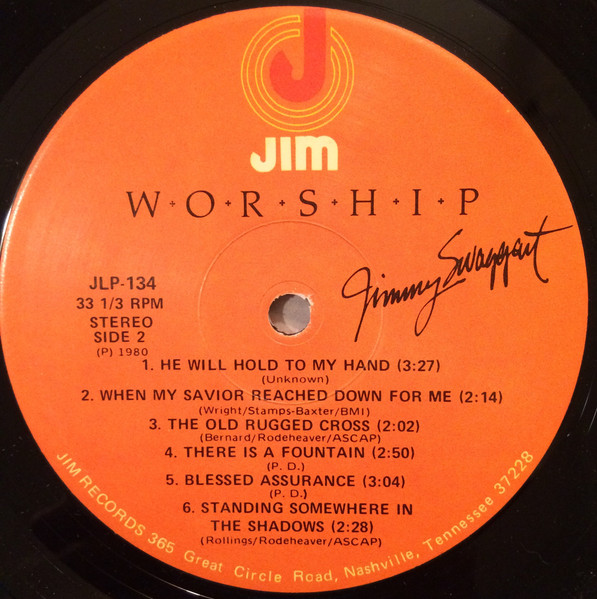 J
JIM
W+O+R+S+H+I+P
Jimmy Swaggart
JLP-134
33 1/3 RPM
STEREO
SIDE 2
(P) 1980
1. HE WILL HOLD TO MY HAND (3:27)
(Unknown)
2. WHEN MY SAVIOR REACHED DOWN FOR ME (2:14)
(Wright/Stamps-Baxter/BMI)
3. THE OLD RUGGED CROSS (2:02)
(Bernard/Rodeheaver/ASCAP)
4. THERE IS A FOUNTAIN (2:50)
(P. D.)
5. BLESSED ASSURANCE (3:04)
(P. D.)
6. STANDING SOMEWHERE IN
THE SHADOWS (2:28)
(Rollings/Rodeheaver/ASCAP)
JIM RECORDS 365 Great Circle Road, Nashville, Tennessee 37228